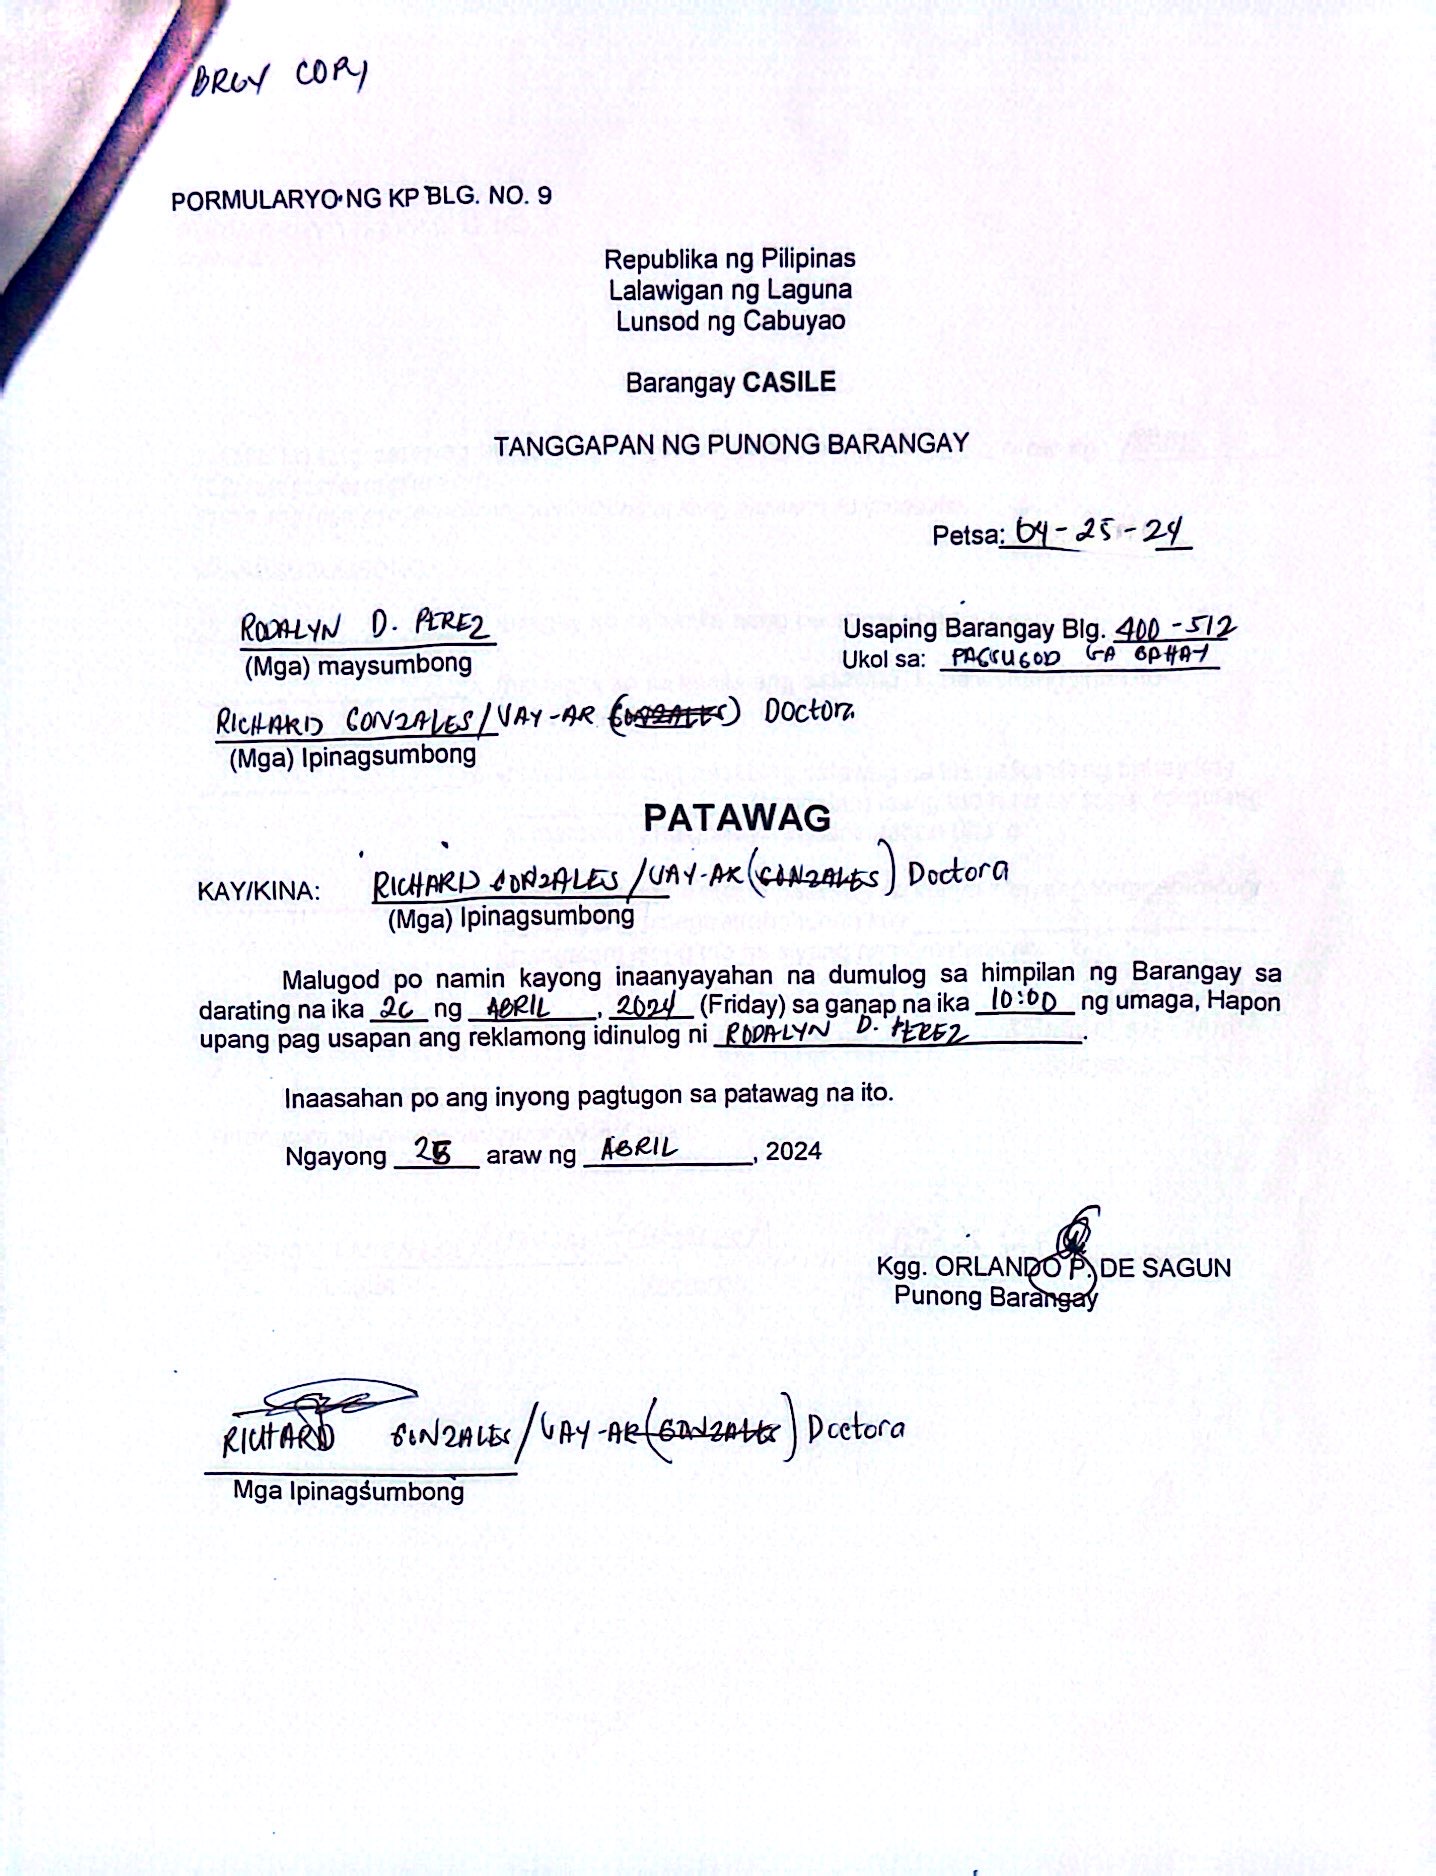 BRGY COPY
PORMULARYO NG KP BLG. NO. 9
Republika ng Pilipinas
Lalawigan ng Laguna
Lunsod ng Cabuyao
Barangay CASILE
TANGGAPAN NG PUNONG BARANGAY
Petsa: 04-25-24
RODALYN D. PEREZ
(Mga) maysumbong
Usaping Barangay Blg. 400-512
Ukol sa: PAGSUGOD SA BAHAY
RICHARD GONZALES/VAY-AR (GONZALES) Doctora
(Mga) Ipinagsumbong
PATAWAG
KAY/KINA: RICHARD GONZALES/VAY-AR (GONZALES) Doctora
(Mga) Ipinagsumbong
Malugod po namin kayong inaanyayahan na dumulog sa himpilan ng Barangay sa
darating na ika 26 ng ABRIL, 2024 (Friday) sa ganap na ika 10:00 ng umaga, Hapon
upang pag usapan ang reklamong idinulog ni RODALYN D. PEREZ.
Inaasahan po ang inyong pagtugon sa patawag na ito.
Ngayong 25 araw ng ABRIL, 2024
Kgg. ORLANDO P. DE SAGUN
Punong Barangay
RICHARD GONZALES/VAY-AR (GONZALES) Doctora
Mga Ipinagsumbong